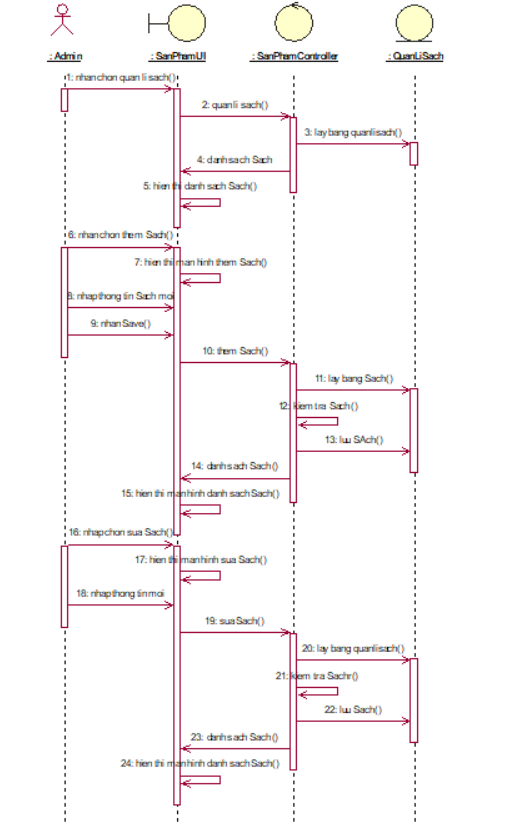 : Admin
: SanPhamUI
: SanPhamController
: QuanLiSach
1: nhan chon quan li sach()
2: quan li sach()
3: lay bang quanlisach()
4: danh sach Sach
5: hien thi danh sach Sach()
6: nhan chon them Sach()
7: hien thi man hinh them Sach()
8: nhap thong tin Sach moi
9: nhan Save()
10: them Sach()
11: lay bang Sach()
12: kiem tra Sach()
13: luu SAch()
14: danh sach Sach()
15: hien thi man hinh danh sach Sach()
16: nhap chon sua Sach()
17: hien thi man hinh sua Sach()
18: nhap thong tin moi
19: sua Sach()
20: lay bang quanlisach()
21: kiem tra Sachr()
22: luu Sach()
23: danh sach Sach()
24: hien thi man hinh danh sach Sach()